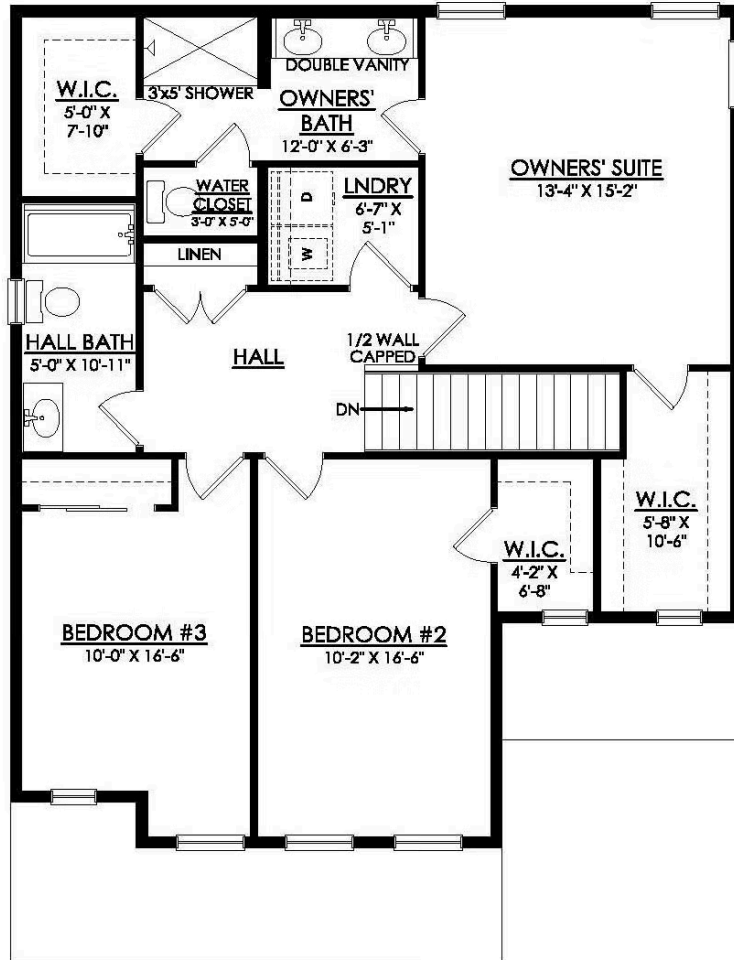 W.I.C.
5'-0" X
7'-10"
3'x5' SHOWER
DOUBLE VANITY
OWNERS'
BATH
12'-0" X 6'-3"
OWNERS' SUITE
13'-4" X 15'-2"
WATER
CLOSET
3'-0" X 5'-0"
D
W
LNDRY
6'-7" X
5'-1"
LINEN
HALL BATH
5'-0" X 10'-11"
HALL
1/2 WALL
CAPPED
DN
W.I.C.
5'-8" X
10'-6"
W.I.C.
4'-2" X
6'-8"
BEDROOM #3
10'-0" X 16'-6"
BEDROOM #2
10'-2" X 16'-6"